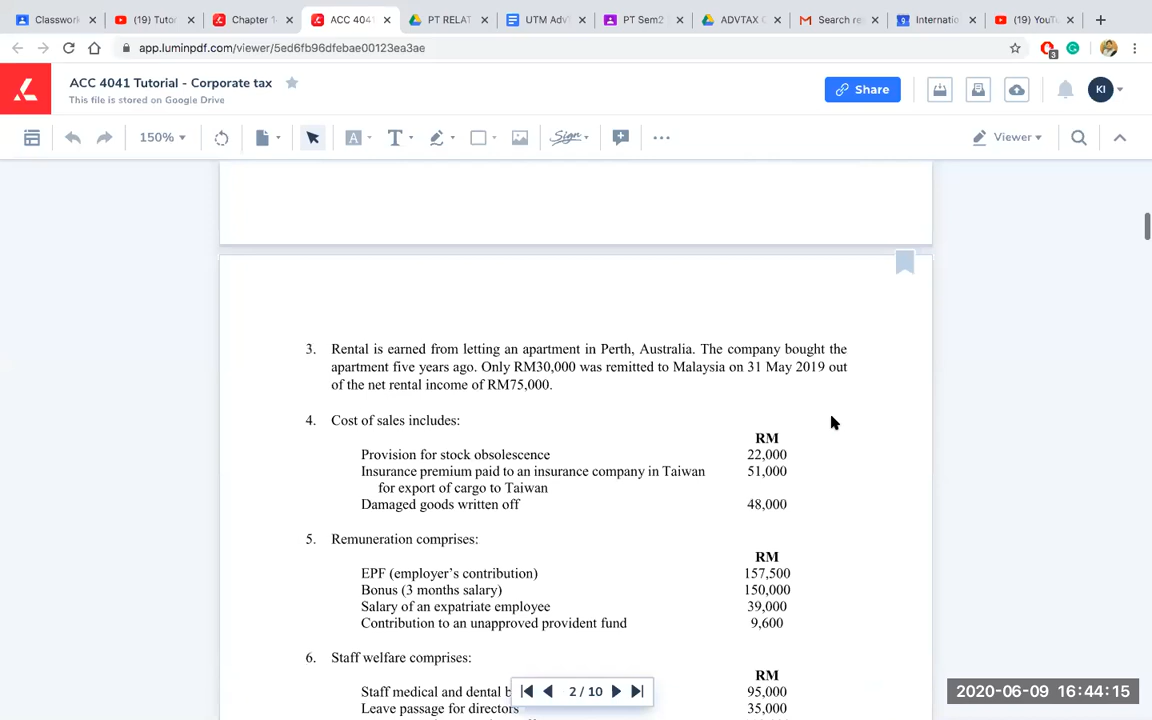 Classwork
(19) Tutor
Chapter 1
ACC 4041
PT RELAT
UTM Adv
PT Sem2
ADVTAX
Search re
Internatio
(19) YouTu
app.luminpdf.com/viewer/5ed6fb96dfebae00123ea3ae
3
ACC 4041 Tutorial - Corporate tax
This file is stored on Google Drive
Share
KI
150%
A
T
Sign
Viewer
3. Rental is earned from letting an apartment in Perth, Australia. The company bought the
apartment five years ago. Only RM30,000 was remitted to Malaysia on 31 May 2019 out
of the net rental income of RM75,000.
4. Cost of sales includes:
RM
Provision for stock obsolescence 22,000
Insurance premium paid to an insurance company in Taiwan 51,000
for export of cargo to Taiwan
Damaged goods written off 48,000
5. Remuneration comprises:
RM
EPF (employer's contribution) 157,500
Bonus (3 months salary) 150,000
Salary of an expatriate employee 39,000
Contribution to an unapproved provident fund 9,600
6. Staff welfare comprises:
RM
Staff medical and dental b 95,000
Leave passage for directors 35,000
2 / 10
2020-06-09 16:44:15